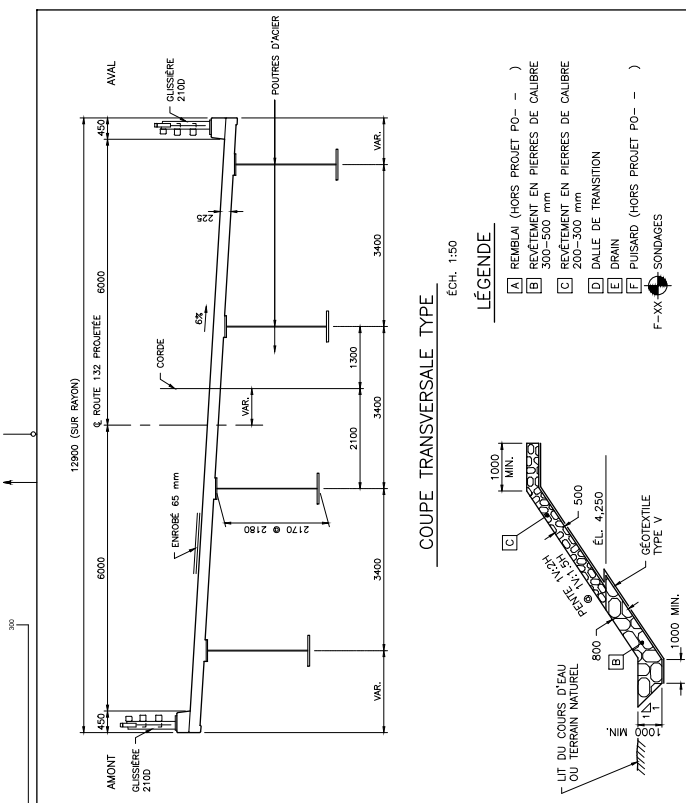 300
12900 (SUR RAYON)
450
6000
6000
450
AMONT
GLISSIÈRE
210D
AVAL
GLISSIÈRE
210D
℄ ROUTE 132 PROJETÉE
ENROBÉ 65 mm
CORDE
6%
225
VAR.
2170 @ 2180
POUTRES D'ACIER
2100
1300
VAR.
3400
3400
3400
VAR.
COUPE TRANSVERSALE TYPE
ÉCH. 1:50
LÉGENDE
A REMBLAI (HORS PROJET PO- - )
B REVÊTEMENT EN PIERRES DE CALIBRE
300-500 mm
C REVÊTEMENT EN PIERRES DE CALIBRE
200-300 mm
D DALLE DE TRANSITION
E DRAIN
F PUISARD (HORS PROJET PO- - )
F-XX SONDAGES
LIT DU COURS D'EAU
OU TERRAIN NATUREL
1000 MIN.
1
1
B
800
PENTE 1V:2H
@ 1V:1.5H
C
1000
MIN.
500
ÉL. 4,250
GÉOTEXTILE
TYPE V
1000 MIN.